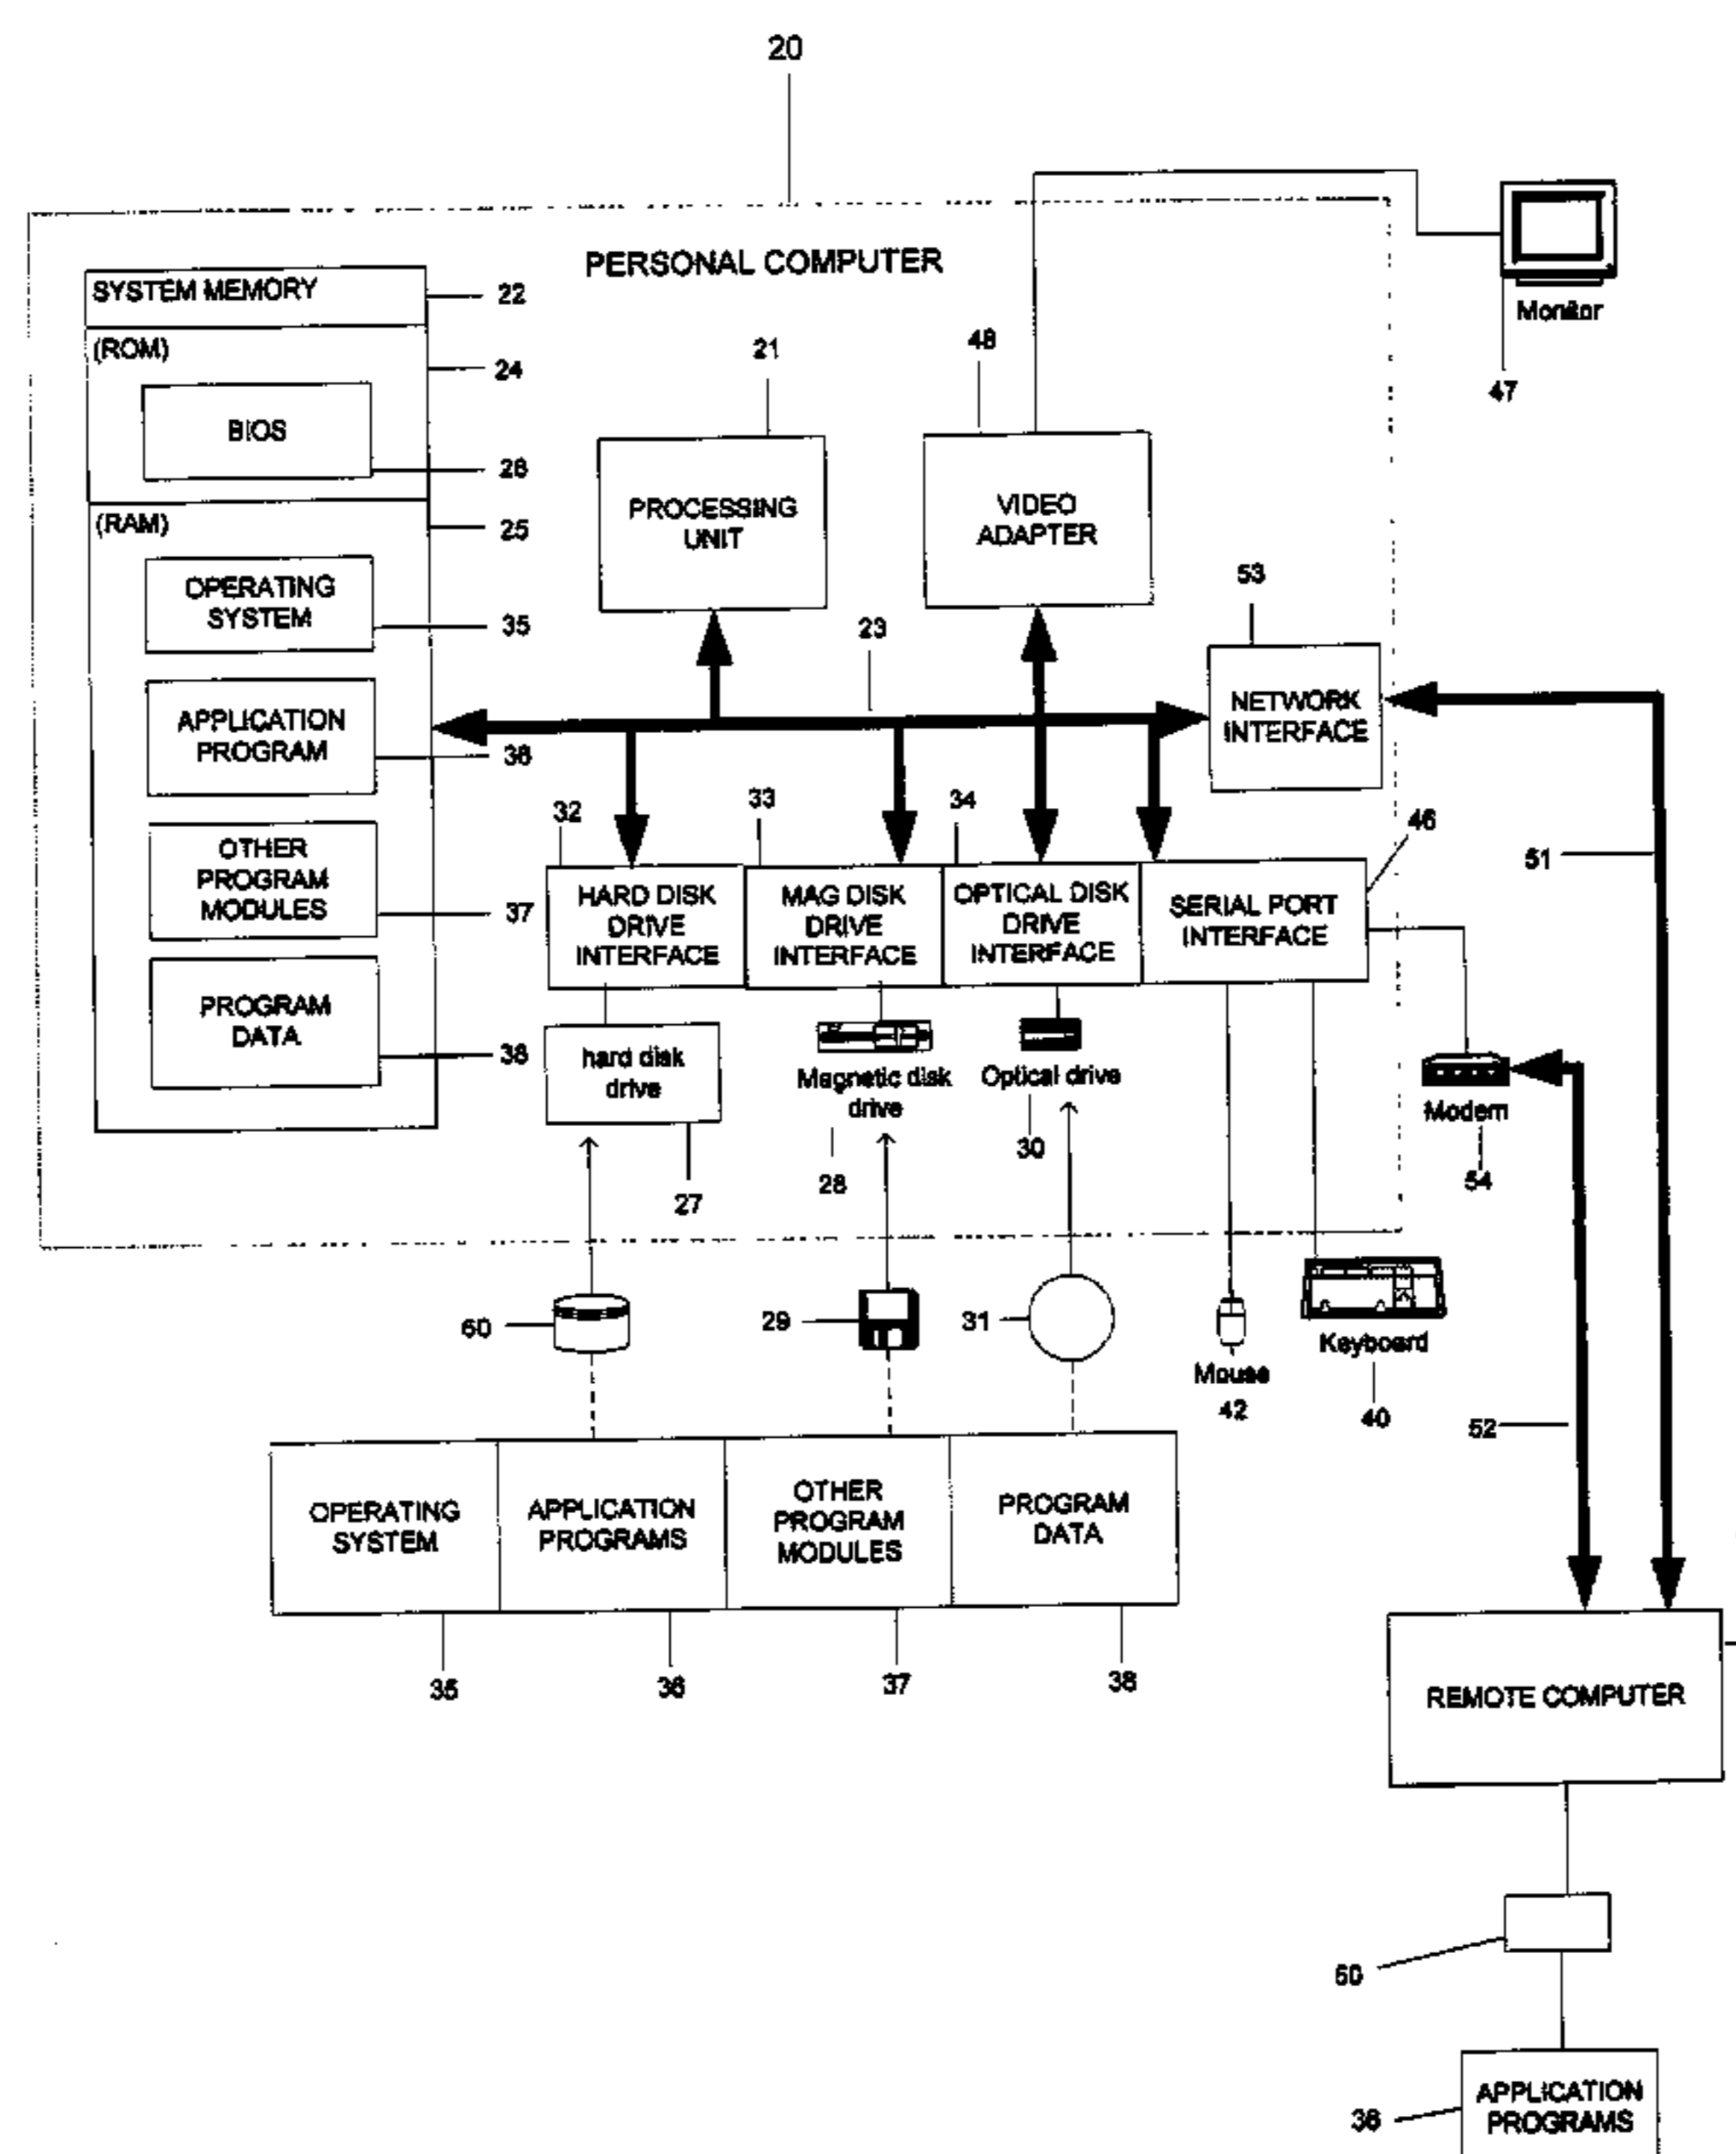 20
PERSONAL COMPUTER
SYSTEM MEMORY
22
(ROM)
24
BIOS
26
(RAM)
25
OPERATING
SYSTEM
35
APPLICATION
PROGRAM
36
OTHER
PROGRAM
MODULES
37
PROGRAM
DATA
38
21
PROCESSING
UNIT
48
VIDEO
ADAPTER
Monitor
47
23
53
NETWORK
INTERFACE
32
HARD DISK
DRIVE
INTERFACE
33
MAG DISK
DRIVE
INTERFACE
34
OPTICAL DISK
DRIVE
INTERFACE
46
SERIAL PORT
INTERFACE
51
hard disk
drive
27
Magnetic disk
drive
28
Optical drive
30
Modem
54
60
29
31
Mouse
42
Keyboard
40
52
OPERATING
SYSTEM
APPLICATION
PROGRAMS
OTHER
PROGRAM
MODULES
PROGRAM
DATA
35
36
37
38
REMOTE COMPUTER
50
36
APPLICATION
PROGRAMS